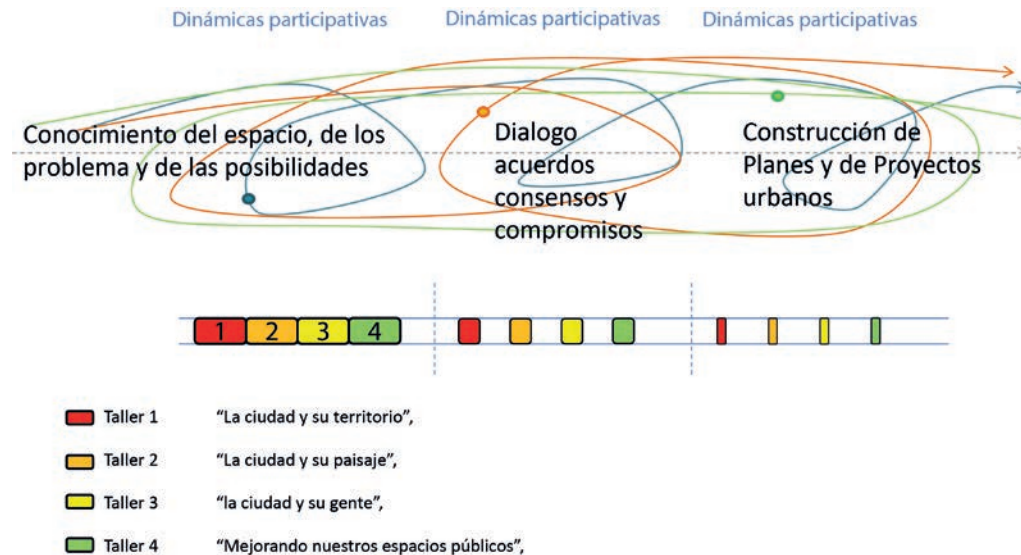 Dinámicas participativas
Dinámicas participativas
Dinámicas participativas
Conocimiento del espacio, de los
problema y de las posibilidades
Dialogo
acuerdos
consensos y
compromisos
Construcción de
Planes y de Proyectos
urbanos
1 2 3 4
Taller 1 “La ciudad y su territorio”,
Taller 2 “La ciudad y su paisaje”,
Taller 3 “la ciudad y su gente”,
Taller 4 “Mejorando nuestros espacios públicos”,